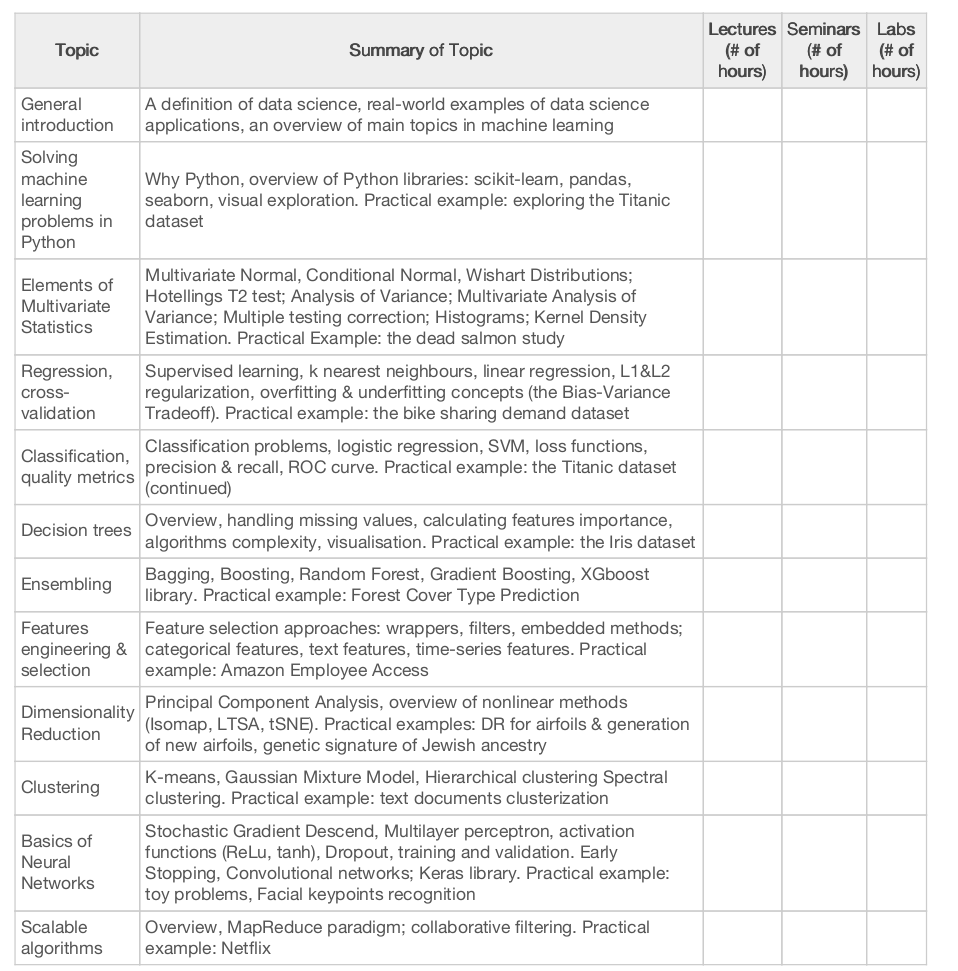 Topic
Summary of Topic
Lectures
(# of
hours)
Seminars
(# of
hours)
Labs
(# of
hours)
General
introduction
A definition of data science, real-world examples of data science
applications, an overview of main topics in machine learning
Solving
machine
learning
problems in
Python
Why Python, overview of Python libraries: scikit-learn, pandas,
seaborn, visual exploration. Practical example: exploring the Titanic
dataset
Elements of
Multivariate
Statistics
Multivariate Normal, Conditional Normal, Wishart Distributions;
Hotellings T2 test; Analysis of Variance; Multivariate Analysis of
Variance; Multiple testing correction; Histograms; Kernel Density
Estimation. Practical Example: the dead salmon study
Regression,
cross-
validation
Supervised learning, k nearest neighbours, linear regression, L1&L2
regularization, overfitting & underfitting concepts (the Bias-Variance
Tradeoff). Practical example: the bike sharing demand dataset
Classification,
quality metrics
Classification problems, logistic regression, SVM, loss functions,
precision & recall, ROC curve. Practical example: the Titanic dataset
(continued)
Decision trees
Overview, handling missing values, calculating features importance,
algorithms complexity, visualisation. Practical example: the Iris dataset
Ensembling
Bagging, Boosting, Random Forest, Gradient Boosting, XGboost
library. Practical example: Forest Cover Type Prediction
Features
engineering &
selection
Feature selection approaches: wrappers, filters, embedded methods;
categorical features, text features, time-series features. Practical
example: Amazon Employee Access
Dimensionality
Reduction
Principal Component Analysis, overview of nonlinear methods
(Isomap, LTSA, tSNE). Practical examples: DR for airfoils & generation
of new airfoils, genetic signature of Jewish ancestry
Clustering
K-means, Gaussian Mixture Model, Hierarchical clustering Spectral
clustering. Practical example: text documents clusterization
Basics of
Neural
Networks
Stochastic Gradient Descend, Multilayer perceptron, activation
functions (ReLu, tanh), Dropout, training and validation. Early
Stopping, Convolutional networks; Keras library. Practical example:
toy problems, Facial keypoints recognition
Scalable
algorithms
Overview, MapReduce paradigm; collaborative filtering. Practical
example: Netflix